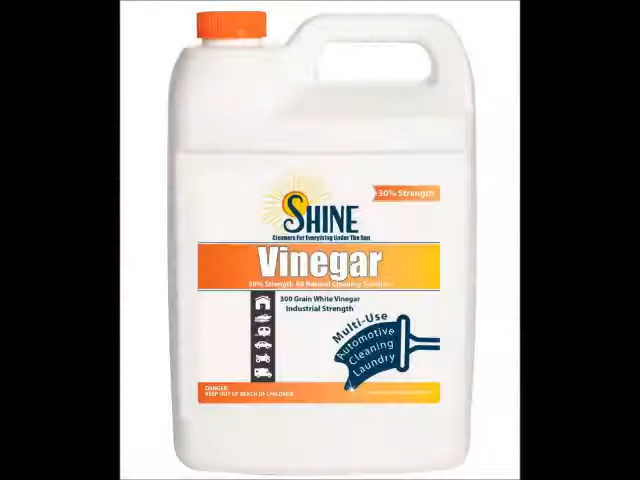 30% Strength
SHINE
Cleaners For Everything Under The Sun
Vinegar
30% Strength All Natural Cleaning
300 Grain White Vinegar
Industrial Strength
Multi-Use
Automotive
Cleaning
Laundry
DANGER:
KEEP OUT OF REACH OF CHILDREN